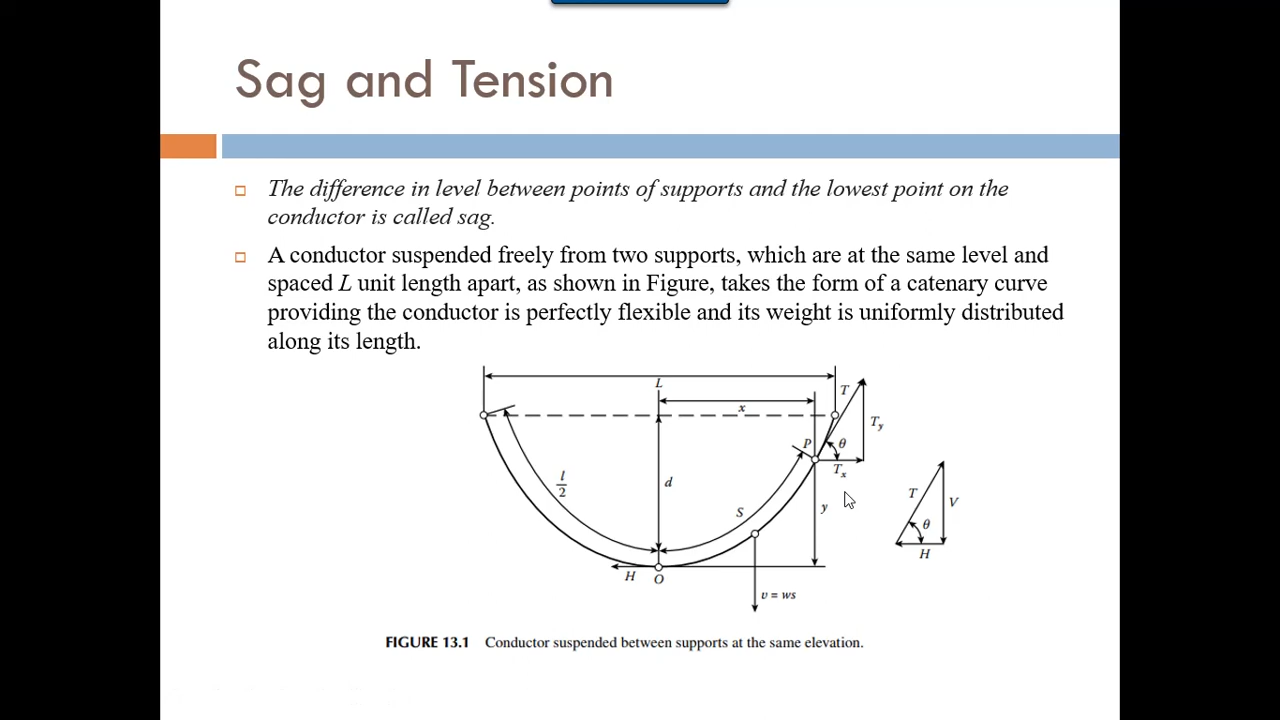 Sag and Tension
The difference in level between points of supports and the lowest point on the
conductor is called sag.
A conductor suspended freely from two supports, which are at the same level and
spaced L unit length apart, as shown in Figure, takes the form of a catenary curve
providing the conductor is perfectly flexible and its weight is uniformly distributed
along its length.
L
x
T
Ty
P
θ
Tx
l
2
d
S
y
T
V
θ
H
H
O
υ = ws
FIGURE 13.1 Conductor suspended between supports at the same elevation.